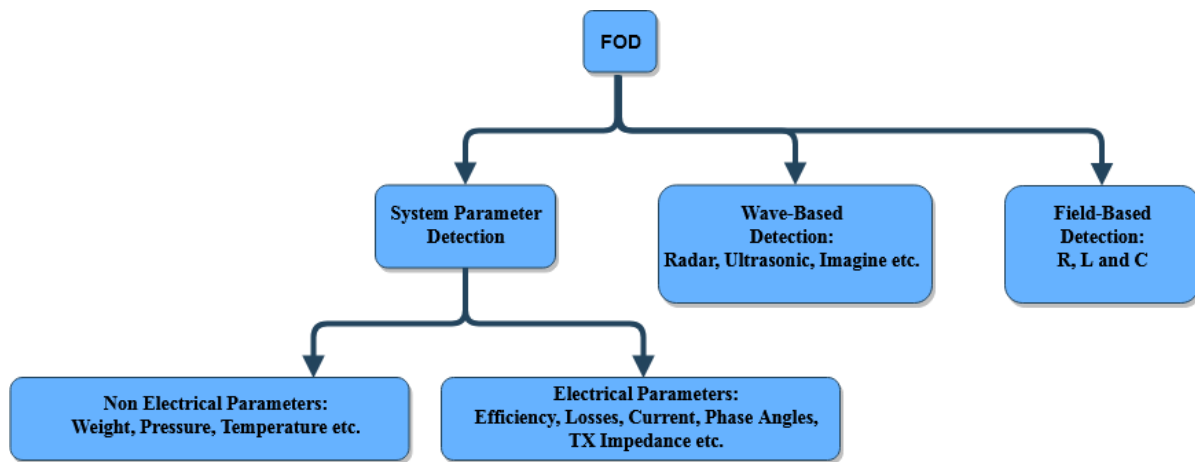 FOD
System Parameter
Detection
Wave-Based
Detection:
Radar, Ultrasonic, Imagine etc.
Field-Based
Detection:
R, L and C
Non Electrical Parameters:
Weight, Pressure, Temperature etc.
Electrical Parameters:
Efficiency, Losses, Current, Phase Angles,
TX Impedance etc.